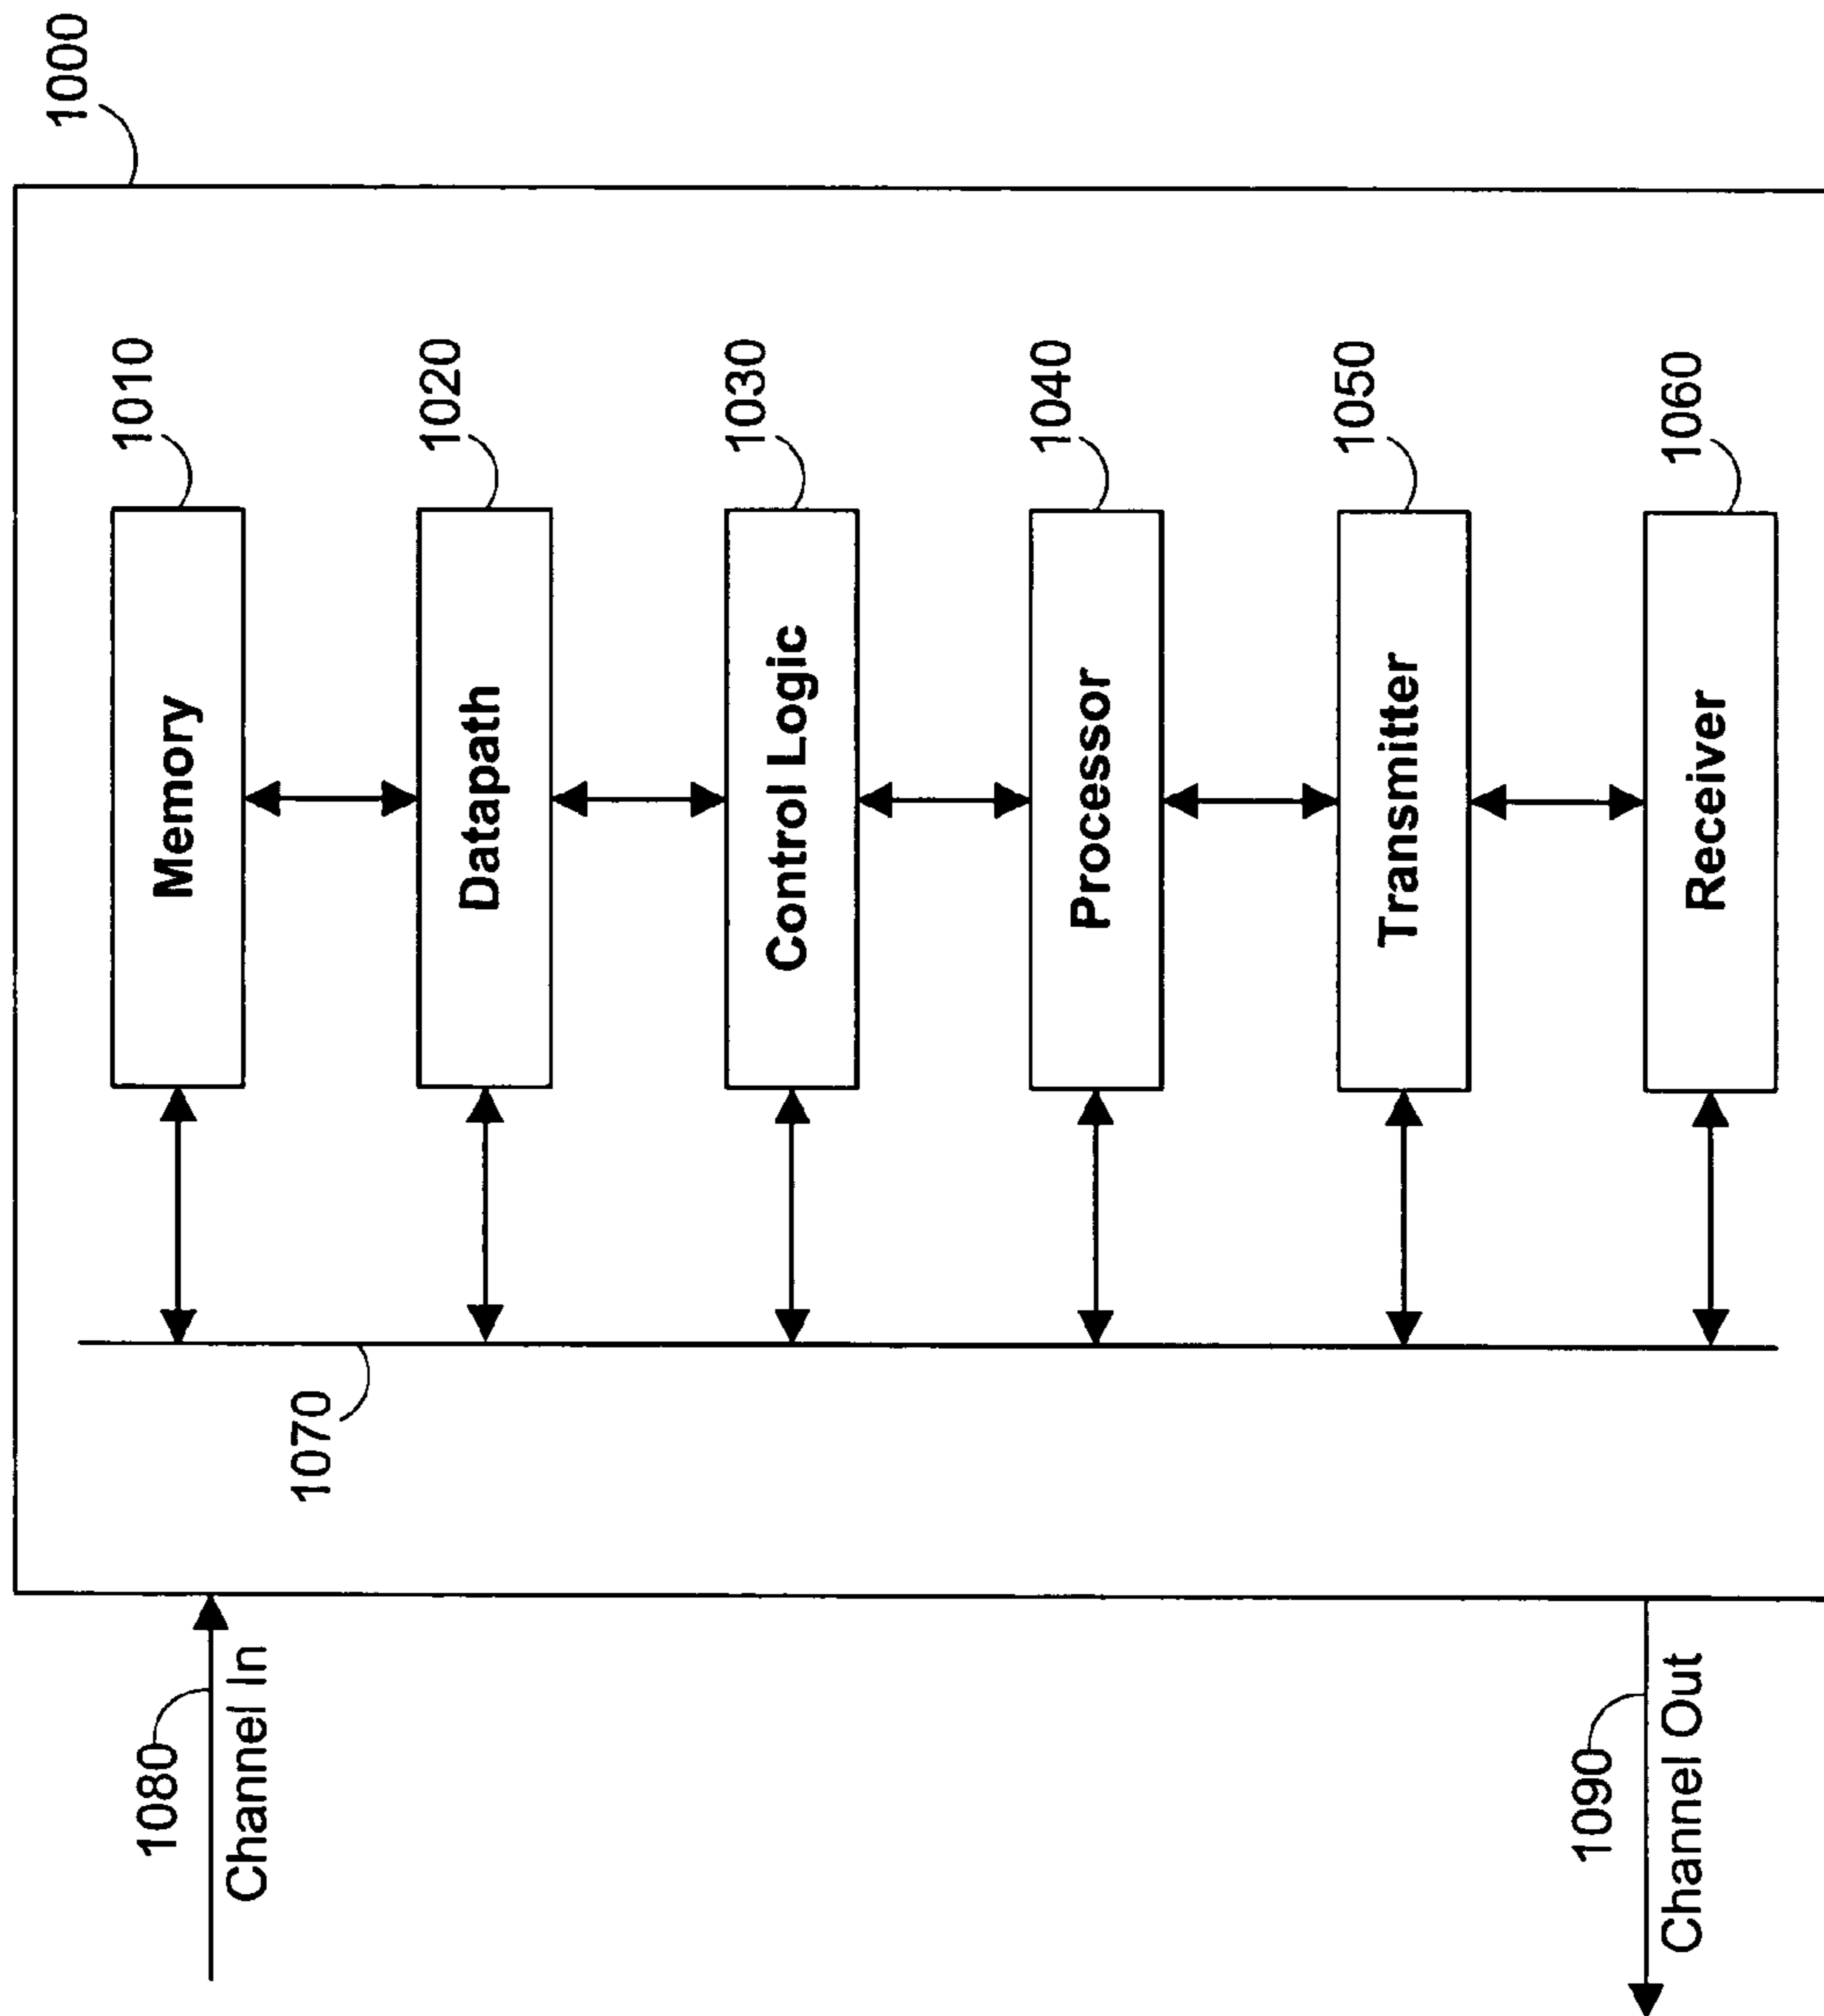 1000
1010
Memory
1020
Datapath
1030
Control Logic
1040
Processor
1050
Transmitter
1060
Receiver
1070
1080
Channel In
1090
Channel Out